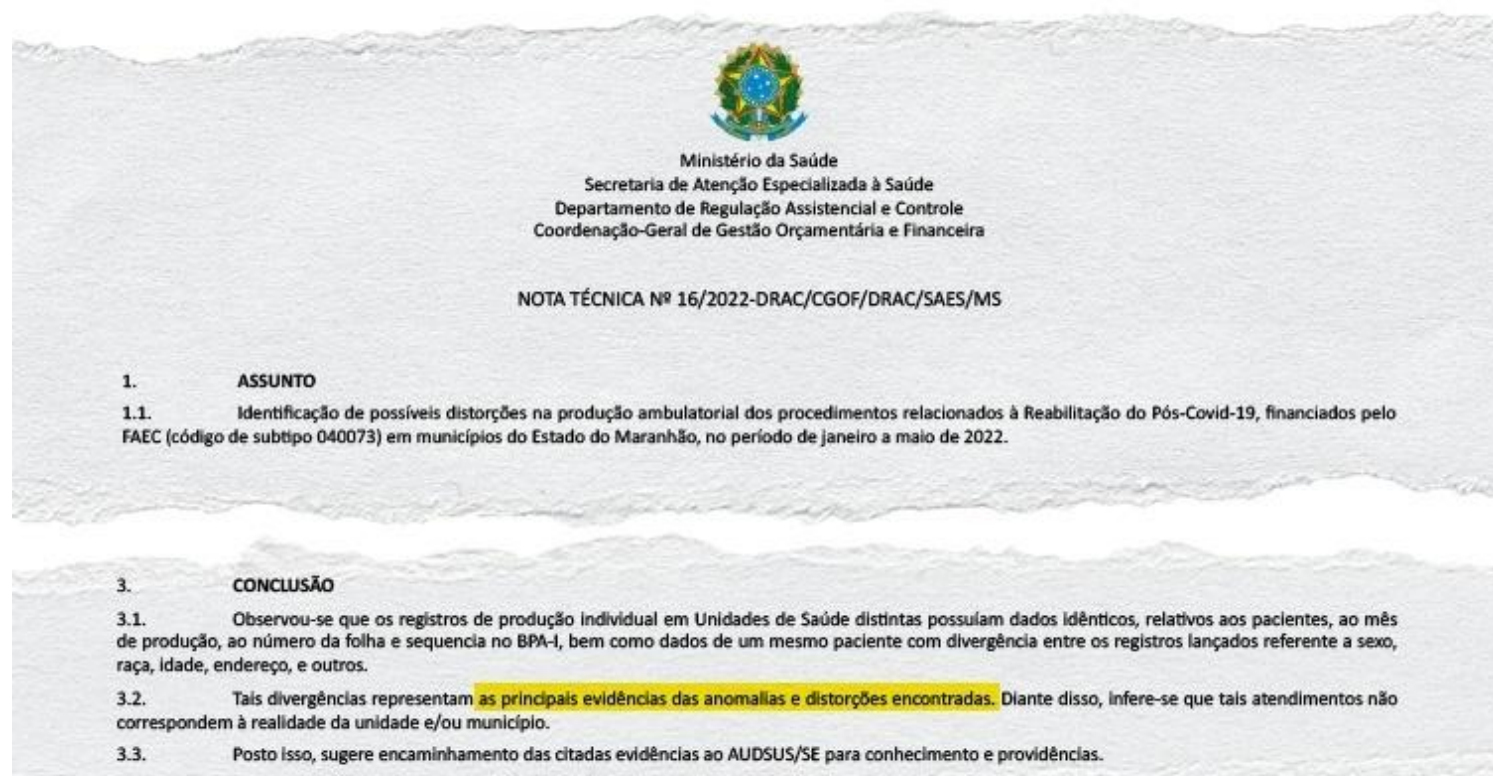 Ministério da Saúde
Secretaria de Atenção Especializada à Saúde
Departamento de Regulação Assistencial e Controle
Coordenação-Geral de Gestão Orçamentária e Financeira
NOTA TÉCNICA Nº 16/2022-DRAC/CGOF/DRAC/SAES/MS
1. ASSUNTO
1.1. Identificação de possíveis distorções na produção ambulatorial dos procedimentos relacionados à Reabilitação do Pós-Covid-19, financiados pelo
FAEC (código de subtipo 040073) em municípios do Estado do Maranhão, no período de janeiro a maio de 2022.
3. CONCLUSÃO
3.1. Observou-se que os registros de produção individual em Unidades de Saúde distintas possuíam dados idênticos, relativos aos pacientes, ao mês
de produção, ao número da folha e sequencia no BPA-I, bem como dados de um mesmo paciente com divergência entre os registros lançados referente a sexo,
raça, idade, endereço, e outros.
3.2. Tais divergências representam as principais evidências das anomalias e distorções encontradas. Diante disso, infere-se que tais atendimentos não
correspondem à realidade da unidade e/ou município.
3.3. Posto isso, sugere encaminhamento das citadas evidências ao AUDSUS/SE para conhecimento e providências.